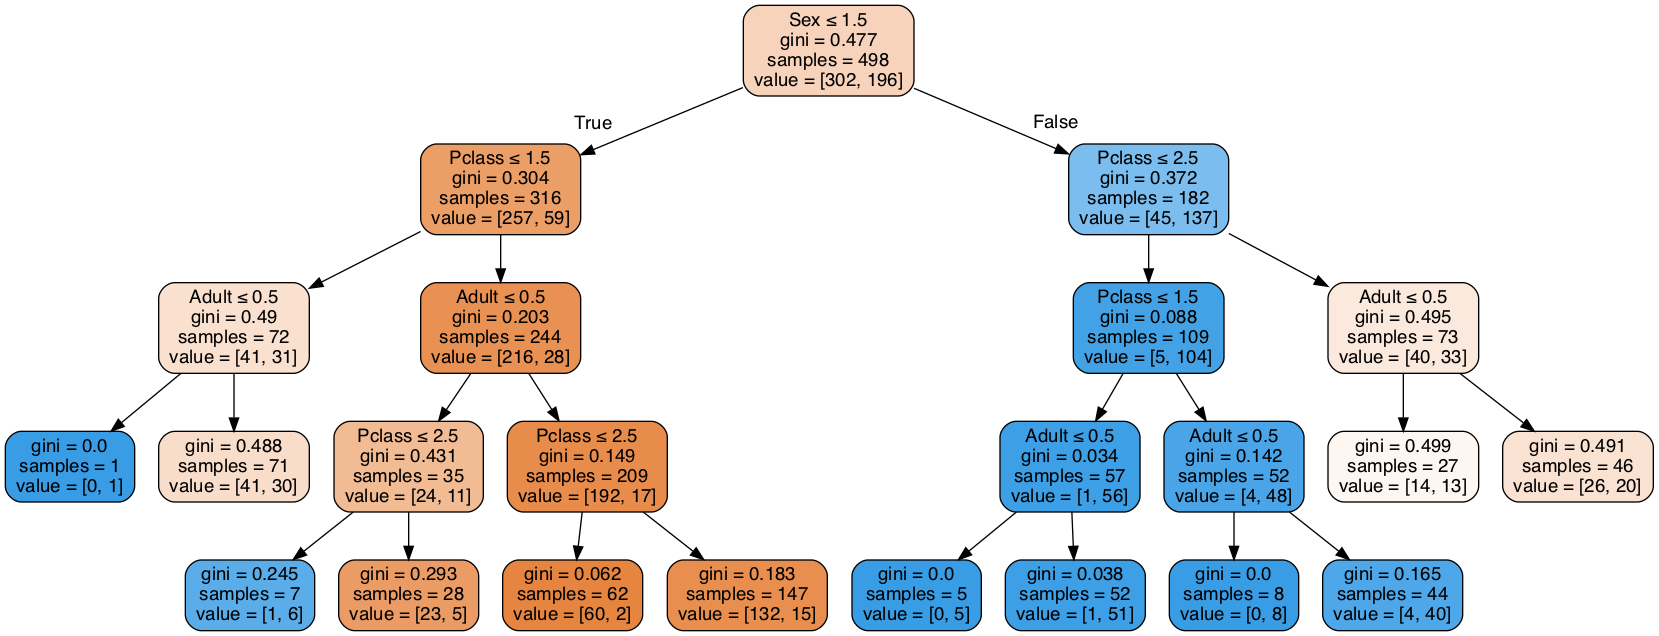 Sex ≤ 1.5
gini = 0.477
samples = 498
value = [302, 196]
True
False
Pclass ≤ 1.5
gini = 0.304
samples = 316
value = [257, 59]
Pclass ≤ 2.5
gini = 0.372
samples = 182
value = [45, 137]
Adult ≤ 0.5
gini = 0.49
samples = 72
value = [41, 31]
Adult ≤ 0.5
gini = 0.203
samples = 244
value = [216, 28]
Pclass ≤ 1.5
gini = 0.088
samples = 109
value = [5, 104]
Adult ≤ 0.5
gini = 0.495
samples = 73
value = [40, 33]
gini = 0.0
samples = 1
value = [0, 1]
gini = 0.488
samples = 71
value = [41, 30]
Pclass ≤ 2.5
gini = 0.431
samples = 35
value = [24, 11]
Pclass ≤ 2.5
gini = 0.149
samples = 209
value = [192, 17]
Adult ≤ 0.5
gini = 0.034
samples = 57
value = [1, 56]
Adult ≤ 0.5
gini = 0.142
samples = 52
value = [4, 48]
gini = 0.499
samples = 27
value = [14, 13]
gini = 0.491
samples = 46
value = [26, 20]
gini = 0.245
samples = 7
value = [1, 6]
gini = 0.293
samples = 28
value = [23, 5]
gini = 0.062
samples = 62
value = [60, 2]
gini = 0.183
samples = 147
value = [132, 15]
gini = 0.0
samples = 5
value = [0, 5]
gini = 0.038
samples = 52
value = [1, 51]
gini = 0.0
samples = 8
value = [0, 8]
gini = 0.165
samples = 44
value = [4, 40]